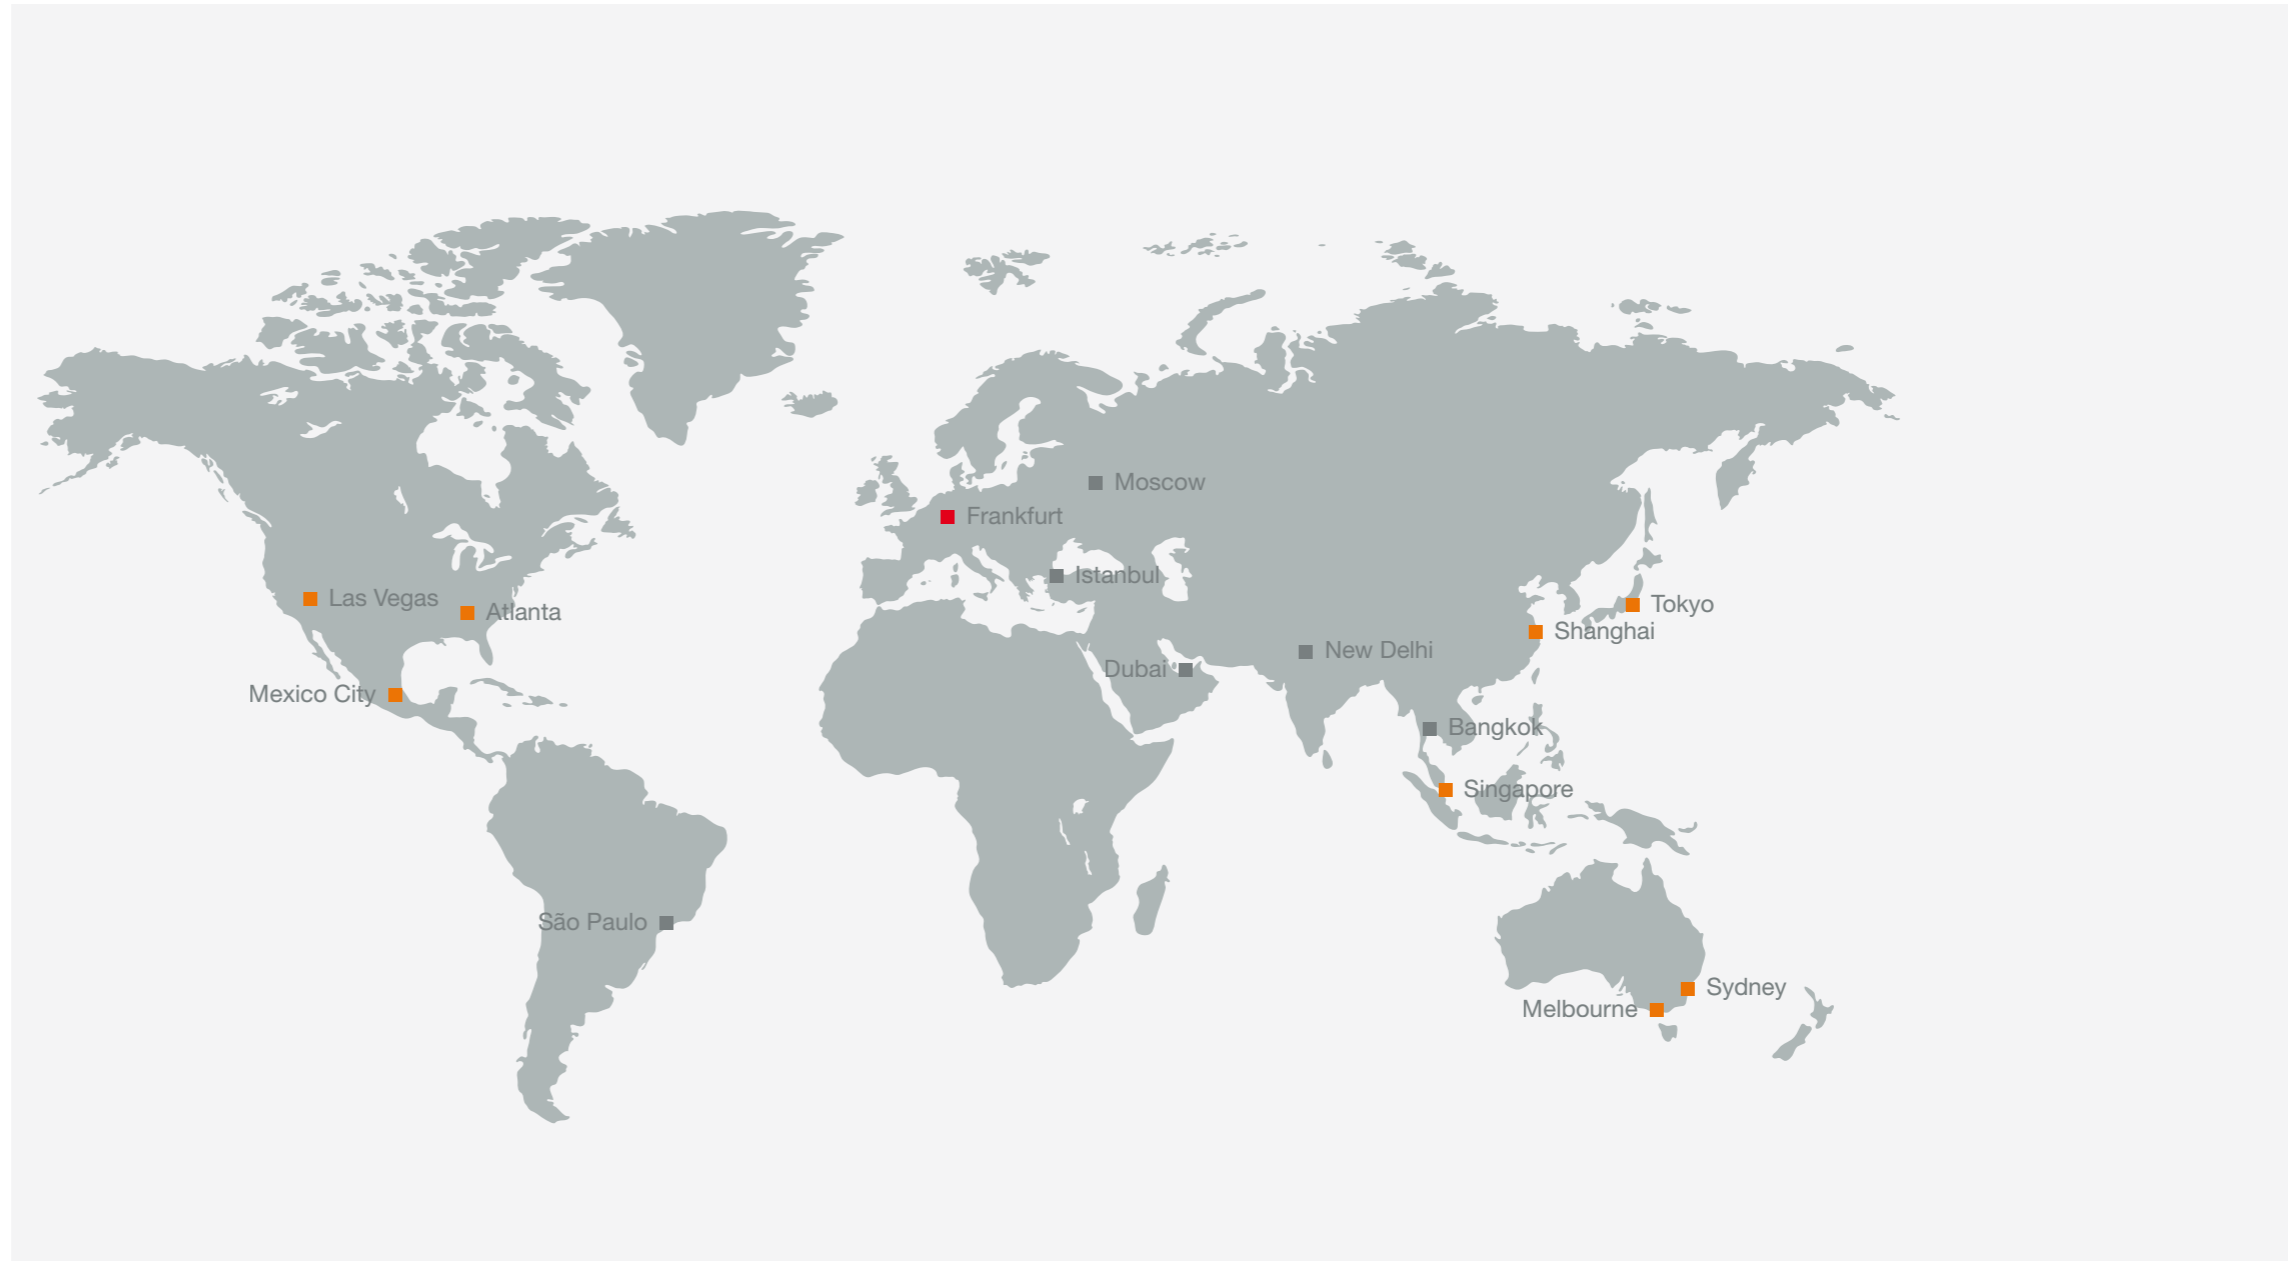 Moscow
Frankfurt
Istanbul
Las Vegas
Atlanta
Tokyo
Shanghai
New Delhi
Dubai
Mexico City
Bangkok
Singapore
São Paulo
Sydney
Melbourne